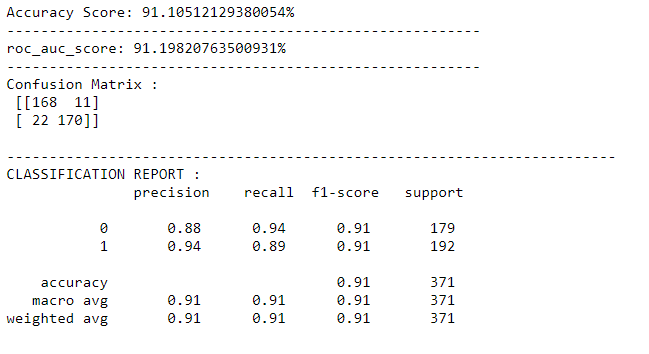 Accuracy Score: 91.10512129380054%
--------------------------------------------------------
roc_auc_score: 91.19820763500931%
--------------------------------------------------------
Confusion Matrix :
[[168  11]
[ 22 170]]
------------------------------------------------------------------------
CLASSIFICATION REPORT :
precision    recall  f1-score   support
0       0.88      0.94      0.91       179
1       0.94      0.89      0.91       192
accuracy                           0.91       371
macro avg       0.91      0.91      0.91       371
weighted avg       0.91      0.91      0.91       371